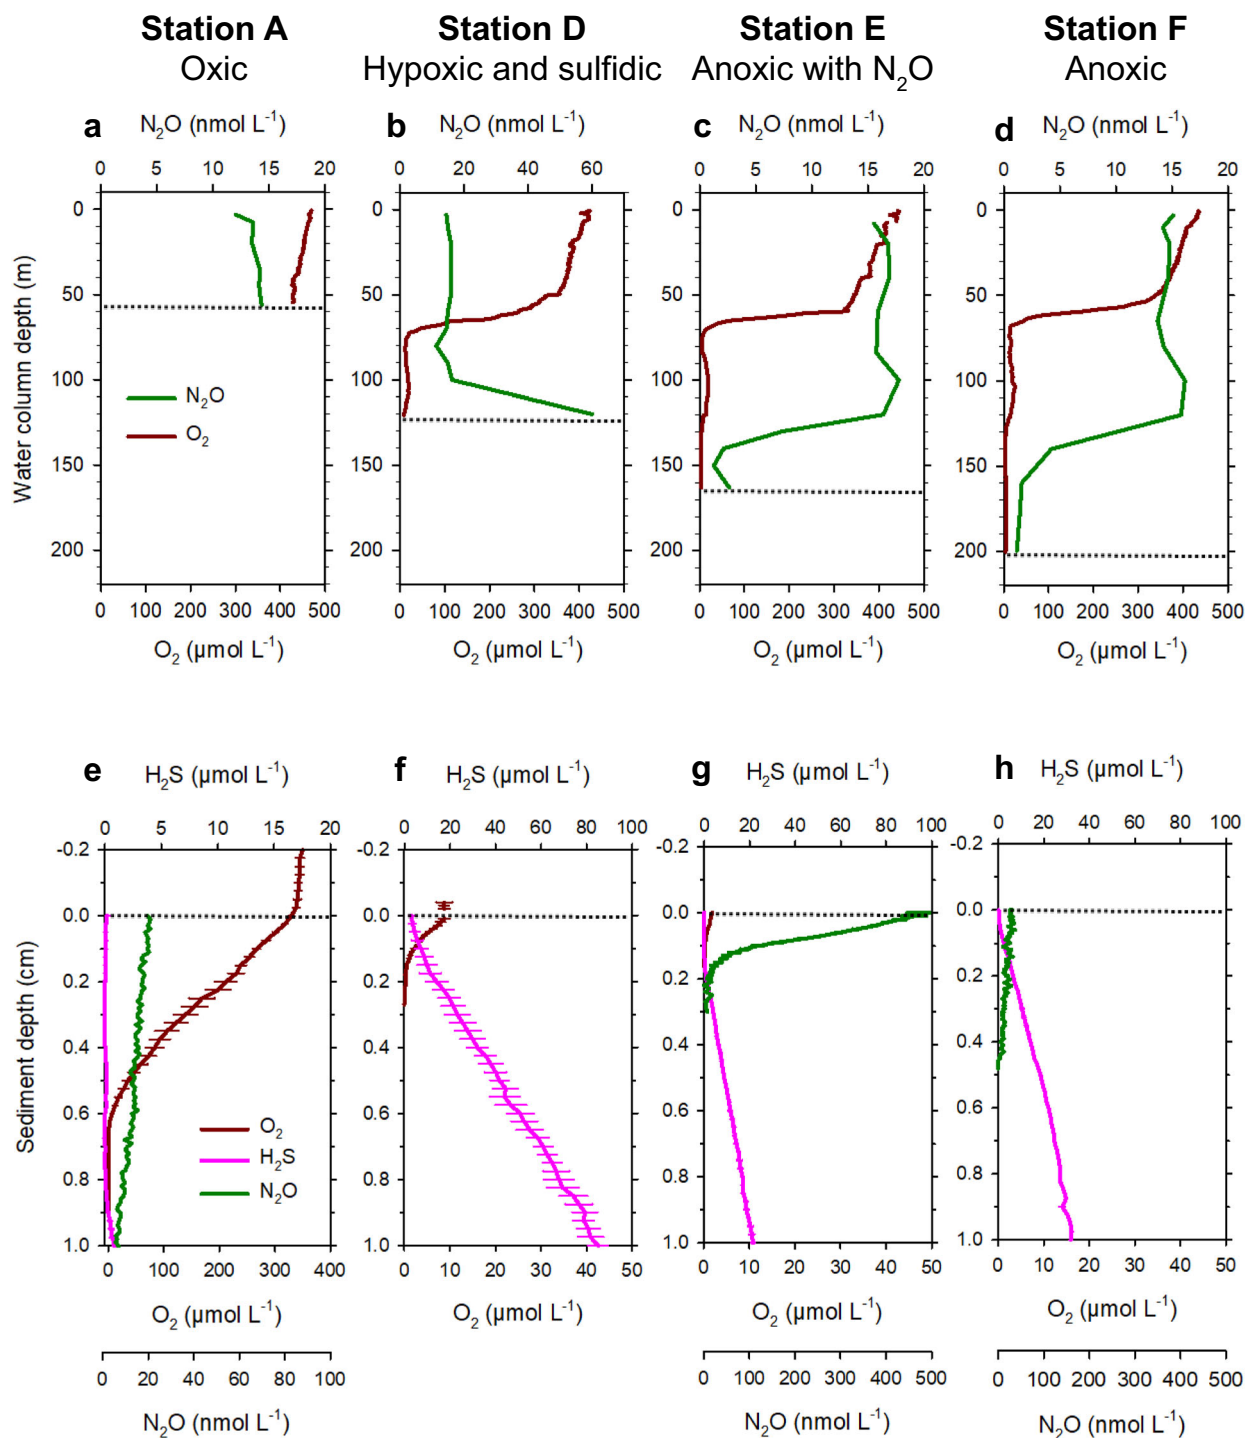 Station A Station D Station E Station F
Oxic Hypoxic and sulfidic Anoxic with N₂O Anoxic
a N₂O (nmol L⁻¹) b N₂O (nmol L⁻¹) c N₂O (nmol L⁻¹) d N₂O (nmol L⁻¹)
0 5 10 15 20 0 20 40 60 0 5 10 15 20 0 5 10 15 20
0 0 0 0
50 50 50 50
100 100 100 100
150 150 150 150
200 200 200 200
Water column depth (m)
N₂O
O₂
0 100 200 300 400 500 0 100 200 300 400 500 0 100 200 300 400 500 0 100 200 300 400 500
O₂ (µmol L⁻¹) O₂ (µmol L⁻¹) O₂ (µmol L⁻¹) O₂ (µmol L⁻¹)
e H₂S (µmol L⁻¹) f H₂S (µmol L⁻¹) g H₂S (µmol L⁻¹) h H₂S (µmol L⁻¹)
0 5 10 15 20 0 20 40 60 80 100 0 20 40 60 80 100 0 20 40 60 80 100
-0.2 -0.2 -0.2 -0.2
0.0 0.0 0.0 0.0
0.2 0.2 0.2 0.2
0.4 0.4 0.4 0.4
0.6 0.6 0.6 0.6
0.8 0.8 0.8 0.8
1.0 1.0 1.0 1.0
Sediment depth (cm)
O₂
H₂S
N₂O
0 100 200 300 400 0 10 20 30 40 50 0 10 20 30 40 50 0 10 20 30 40 50
O₂ (µmol L⁻¹) O₂ (µmol L⁻¹) O₂ (µmol L⁻¹) O₂ (µmol L⁻¹)
0 20 40 60 80 100 0 100 200 300 400 500 0 100 200 300 400 500
N₂O (nmol L⁻¹) N₂O (nmol L⁻¹) N₂O (nmol L⁻¹)